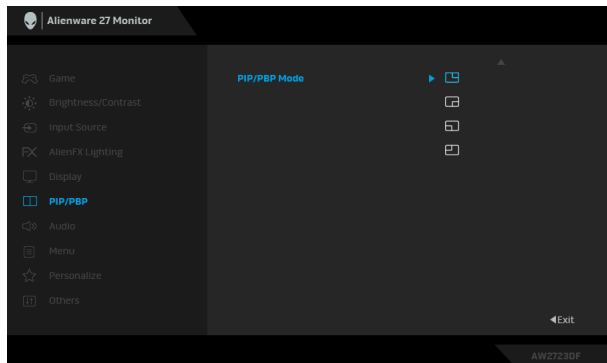 Alienware 27 Monitor
Game
PIP/PBP Mode
Brightness/Contrast
Input Source
AlienFX Lighting
Display
PIP/PBP
Audio
Menu
Personalize
Others
Exit
AW2723DF